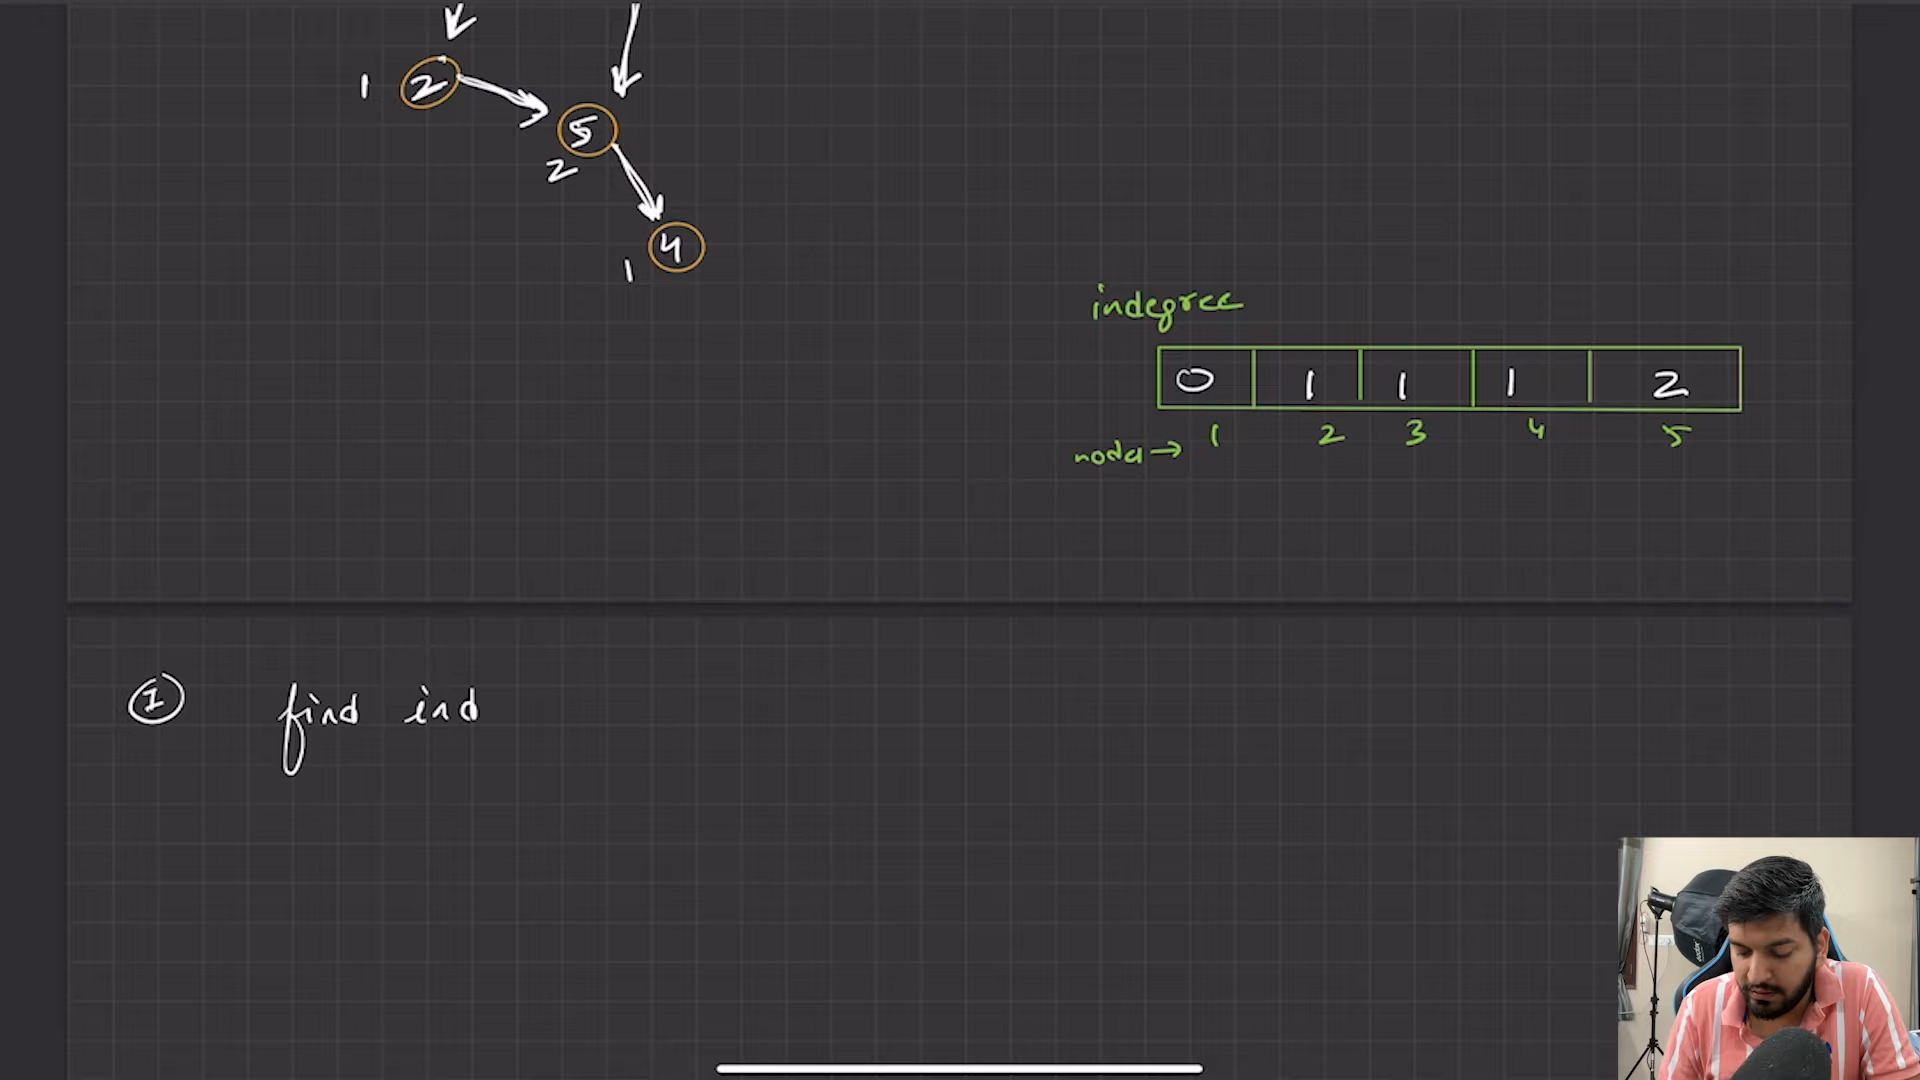 1 2
5
2
4
1
indegree
0 1 1 1 2
1 2 3 4 5
node →
① find ind